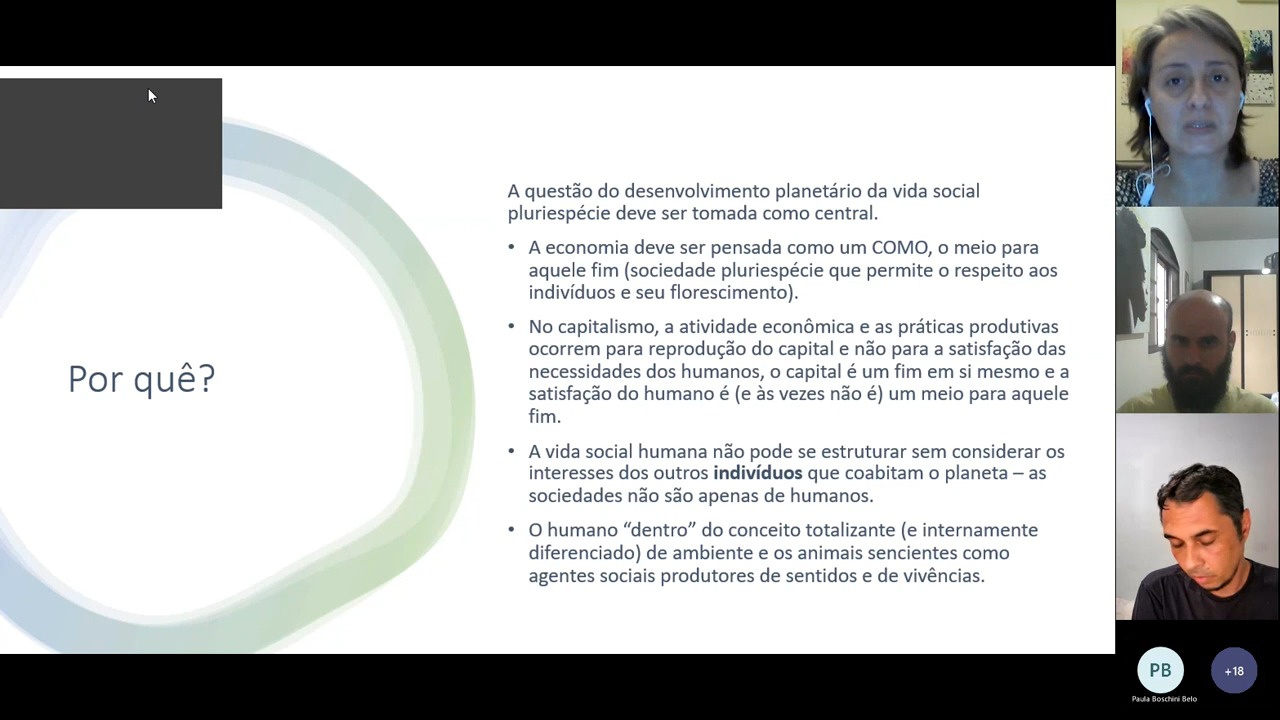 Por quê?
A questão do desenvolvimento planetário da vida social
pluriespécie deve ser tomada como central.
• A economia deve ser pensada como um COMO, o meio para
aquele fim (sociedade pluriespécie que permite o respeito aos
indivíduos e seu florescimento).
• No capitalismo, a atividade econômica e as práticas produtivas
ocorrem para reprodução do capital e não para a satisfação das
necessidades dos humanos, o capital é um fim em si mesmo e a
satisfação do humano é (e às vezes não é) um meio para aquele
fim.
• A vida social humana não pode se estruturar sem considerar os
interesses dos outros indivíduos que coabitam o planeta – as
sociedades não são apenas de humanos.
• O humano “dentro” do conceito totalizante (e internamente
diferenciado) de ambiente e os animais sencientes como
agentes sociais produtores de sentidos e de vivências.
PB
+18
Paula Boschini Belo